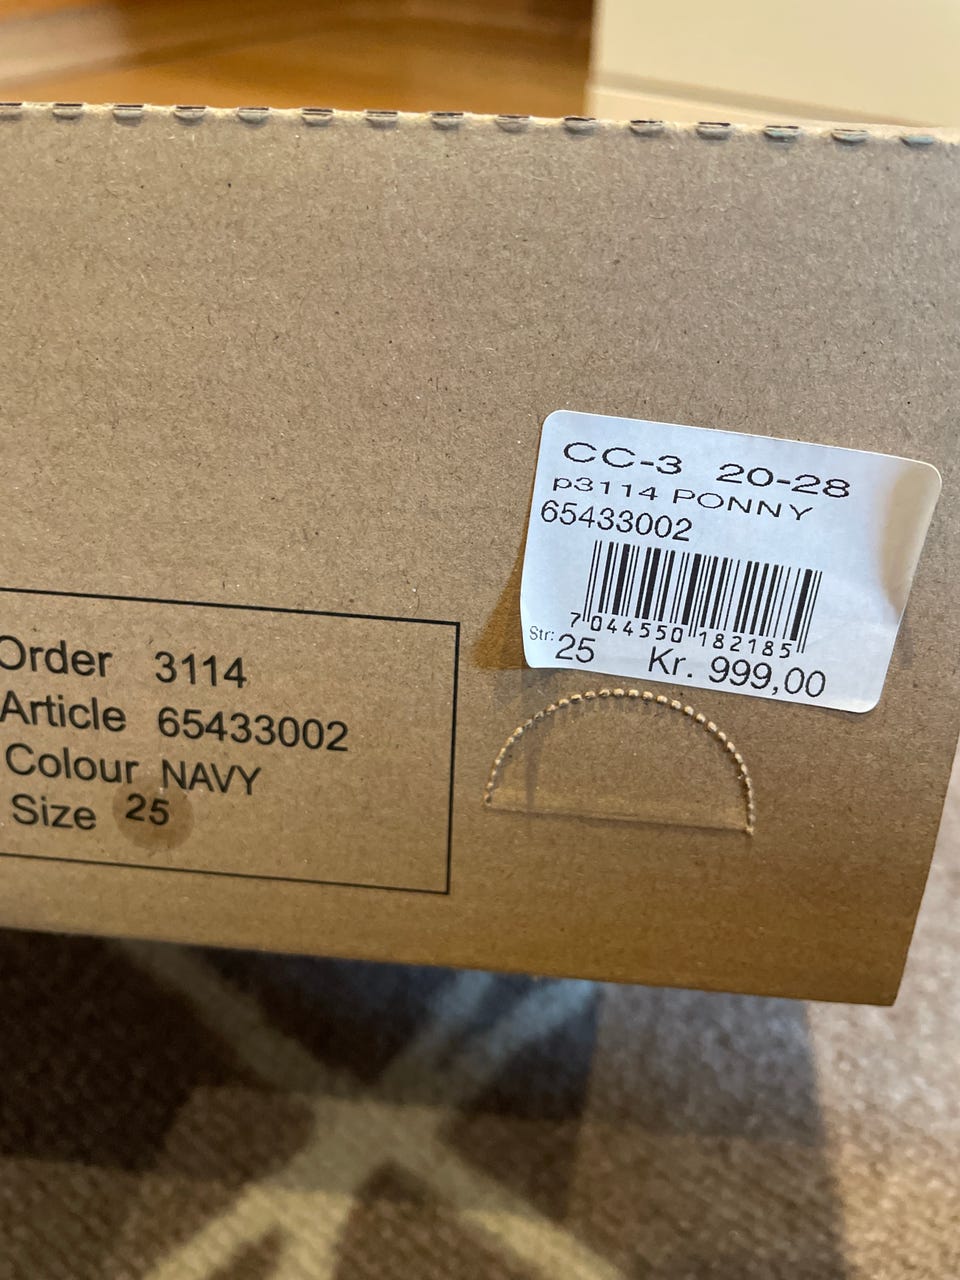 CC-3 20-28
p3114 PONNY
65433002
7 044550 182185
Str: 25 Kr. 999,00
Order 3114
Article 65433002
Colour NAVY
Size 25